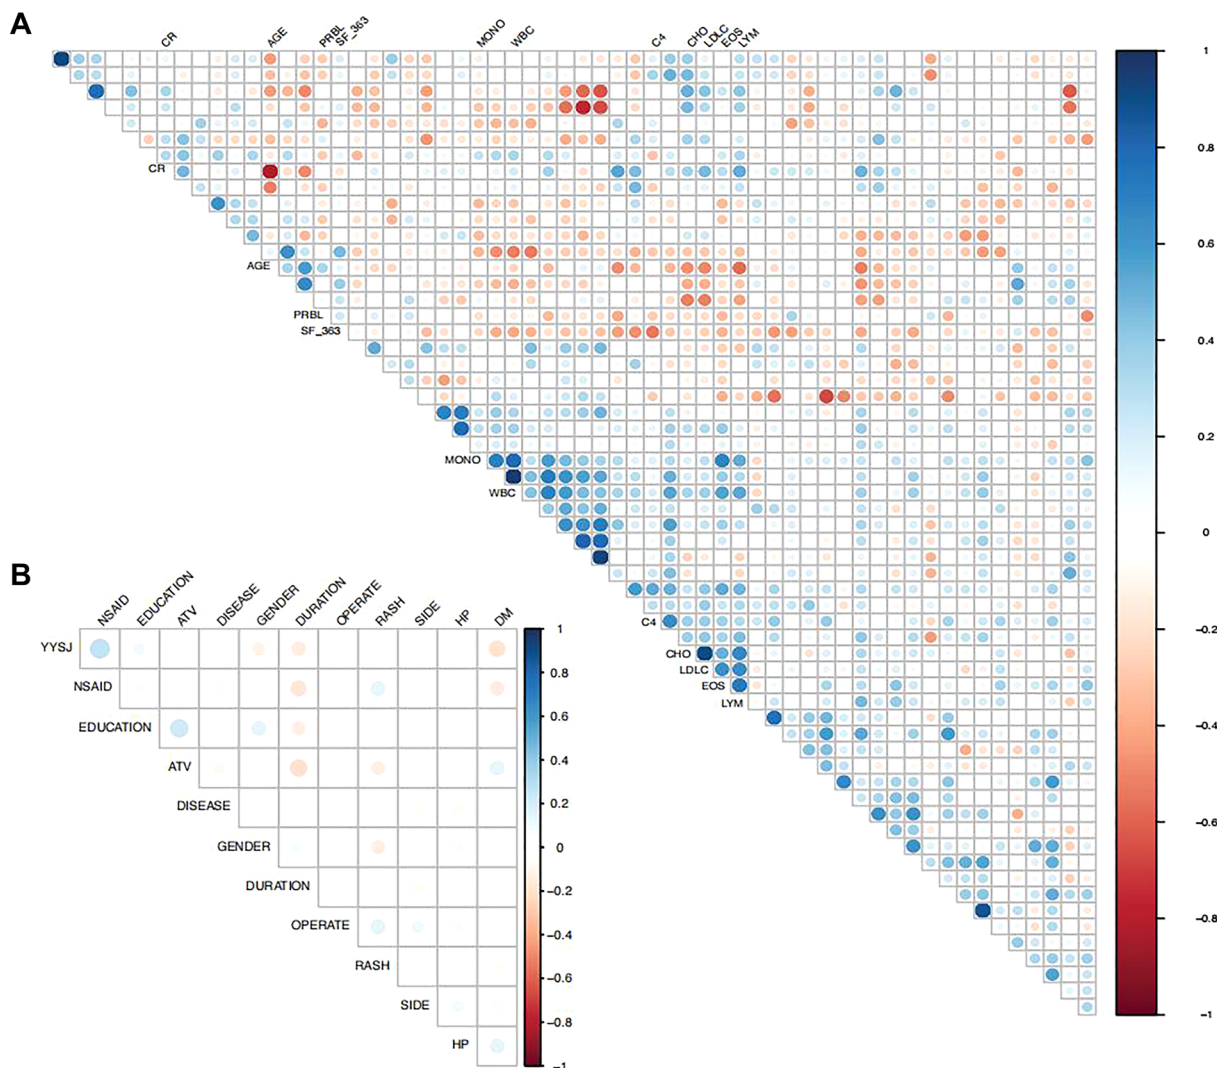 A
CR AGE PRBL SF_363 MONO WBC C4 CHO LDLC EOS LYM
CR
AGE
PRBL
SF_363
MONO
WBC
C4
CHO
LDLC
EOS
LYM
1
0.8
0.6
0.4
0.2
0
-0.2
-0.4
-0.6
-0.8
-1
B
NSAID EDUCATION ATV DISEASE GENDER DURATION OPERATE RASH SIDE HP DM
YYSJ
NSAID
EDUCATION
ATV
DISEASE
GENDER
DURATION
OPERATE
RASH
SIDE
HP
1
0.8
0.6
0.4
0.2
0
-0.2
-0.4
-0.6
-0.8
-1